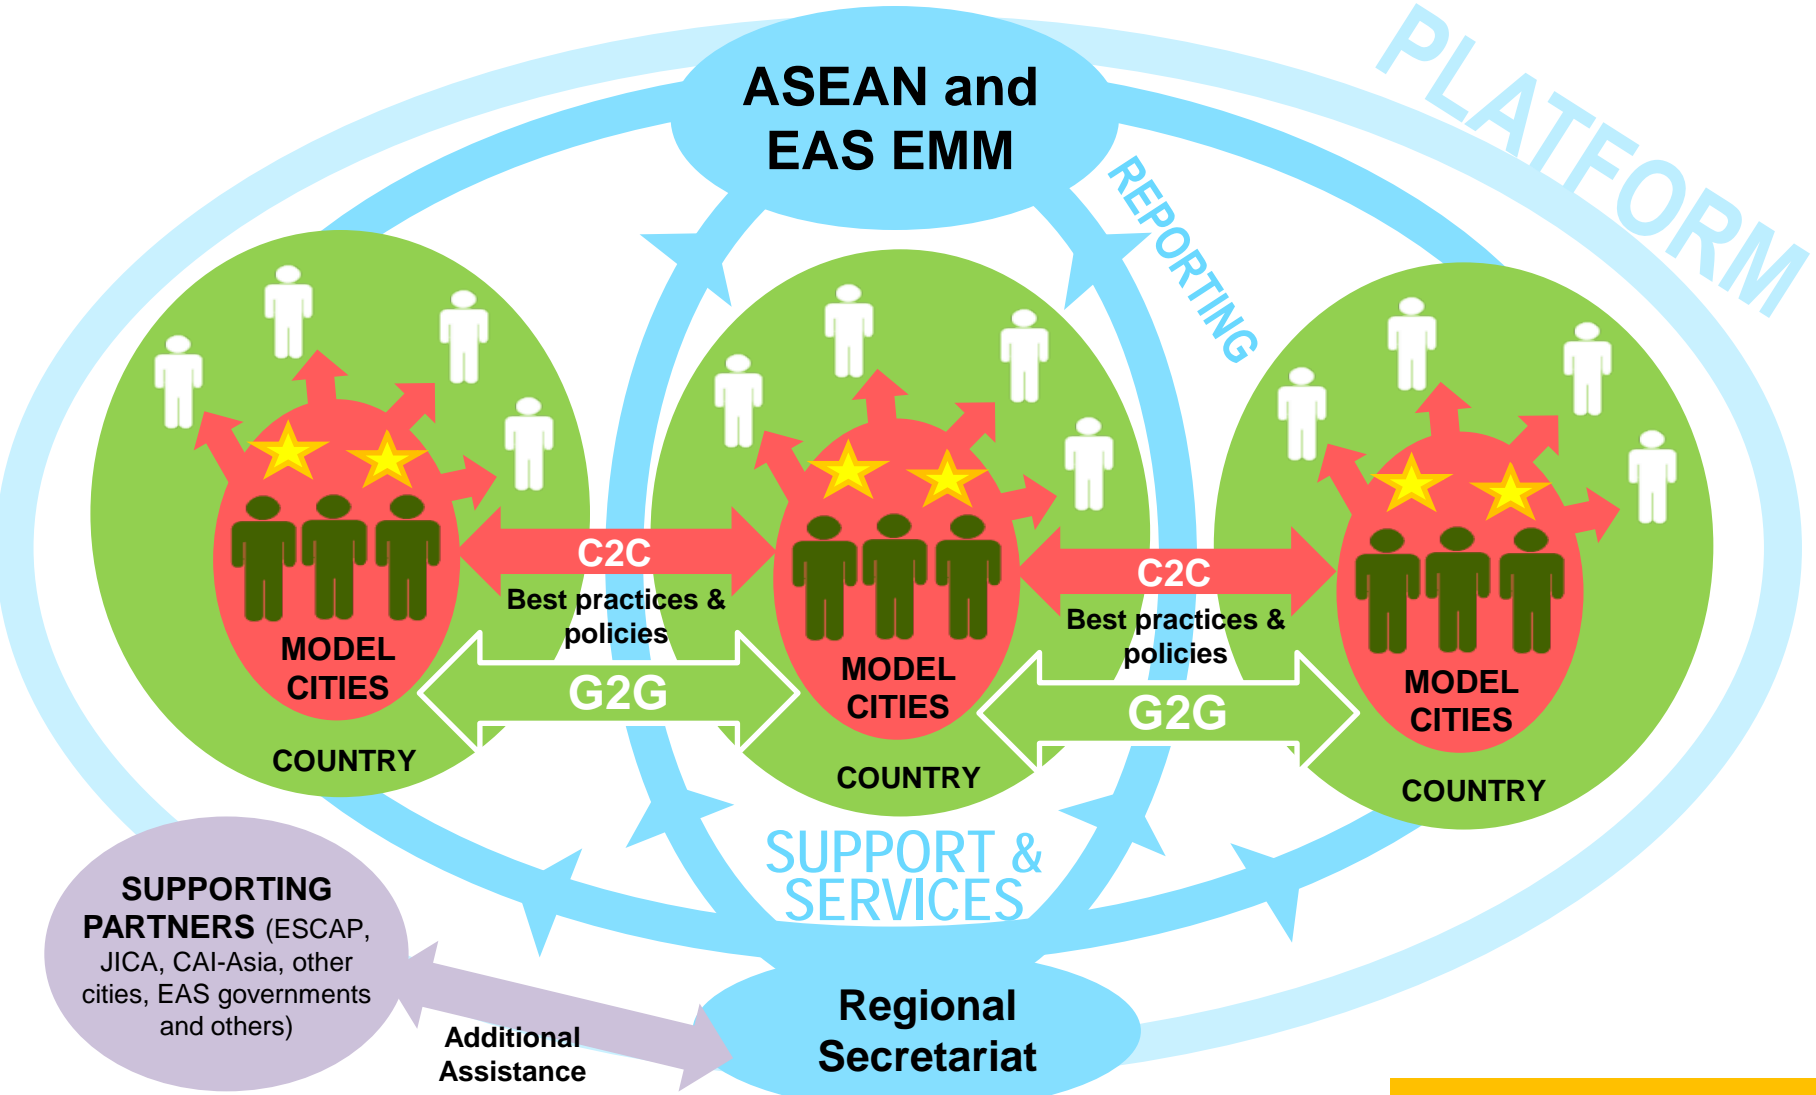 PLATFORM
ASEAN and
EAS EMM
REPORTING
C2C
Best practices &
policies
G2G
MODEL
CITIES
COUNTRY
C2C
Best practices &
policies
G2G
MODEL
CITIES
COUNTRY
MODEL
CITIES
COUNTRY
SUPPORT &
SERVICES
SUPPORTING
PARTNERS (ESCAP,
JICA, CAI-Asia, other
cities, EAS governments
and others)
Additional
Assistance
Regional
Secretariat